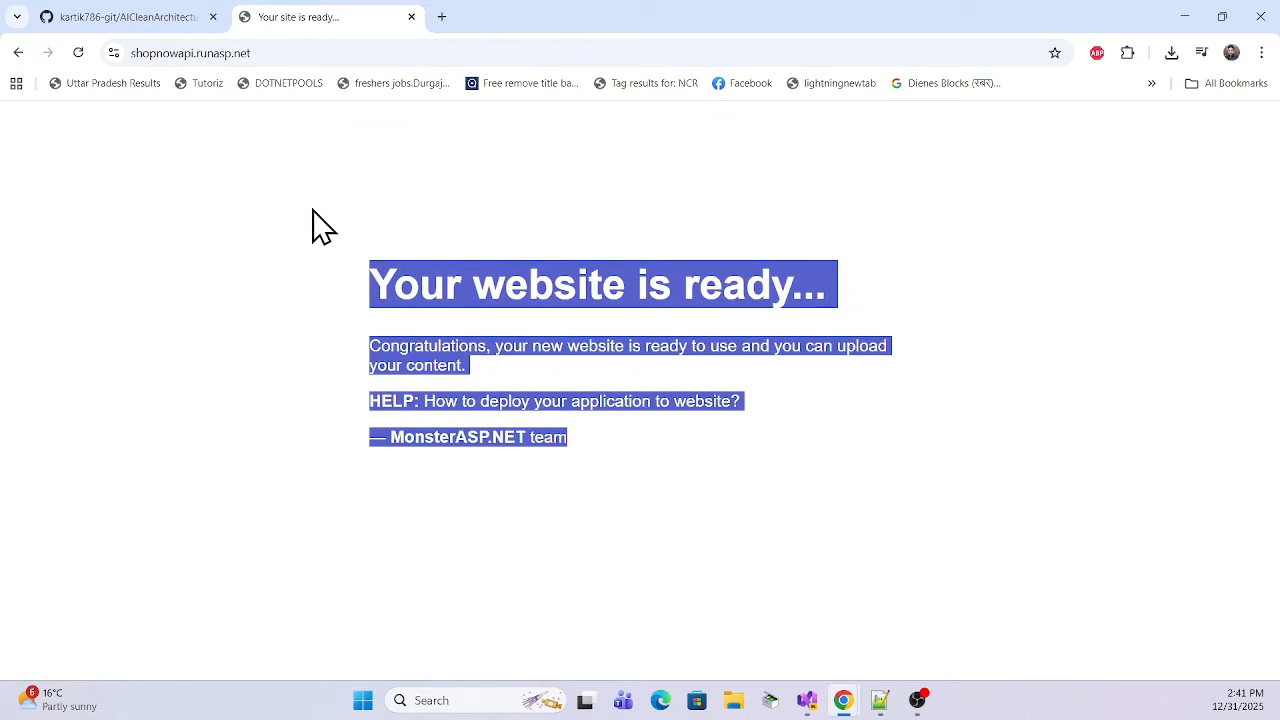 kartik786-git/AICleanArchitectu
Your site is ready...
shopnowapi.runasp.net
ABP
Uttar Pradesh Results
Tutoriz
DOTNETPOOLS
freshers jobs.Durgaj...
Free remove title ba...
Tag results for: NCR
Facebook
lightningnewtab
Dienes Blocks (रबर)...
All Bookmarks
Your website is ready...
Congratulations, your new website is ready to use and you can upload
your content.
HELP: How to deploy your application to website?
— MonsterASP.NET team
6
16°C
Partly sunny
Search
2:41 PM
12/31/2025